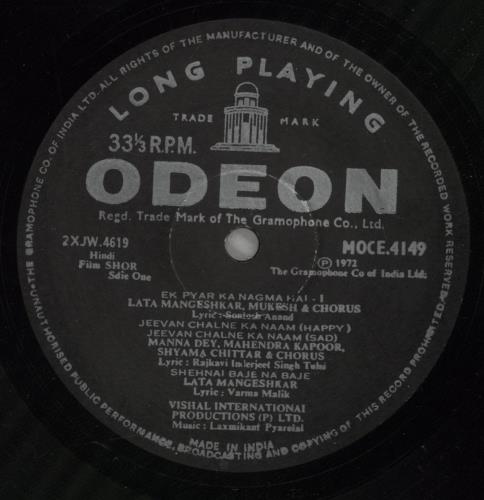 LONG PLAYING
TRADE MARK
33⅓ R.P.M.
ODEON
Regd. Trade Mark of The Gramophone Co., Ltd.
2XJW.4619
MOCE.4149
Hindi
Film SHOR
Sdie One
Ⓟ 1972
The Gramophone Co of India Ltd;
EK PYAR KA NAGMA HAI - I
LATA MANGESHKAR, MUKESH & CHORUS
Lyric: Santosh Anand
JEEVAN CHALNE KA NAAM (HAPPY)
JEEVAN CHALNE KA NAAM (SAD)
MANNA DEY, MAHENDRA KAPOOR,
SHYAMA CHITTAR & CHORUS
Lyric: Rajkavi Inderjeet Singh Tulsi
SHEHNAI BAJE NA BAJE
LATA MANGESHKAR
Lyric: Varma Malik
VISHAL INTERNATIONAL
PRODUCTIONS (P) LTD.
Music: Laxmikant Pyarelal
MADE IN INDIA
THE GRAMOPHONE CO. OF INDIA LTD. ALL RIGHTS OF THE MANUFACTURER AND OF THE OWNER OF THE RECORDED WORK RESERVED UNAUTHORISED PUBLIC PERFORMANCE, BROADCASTING AND COPYING OF THIS RECORD PROHIBITED